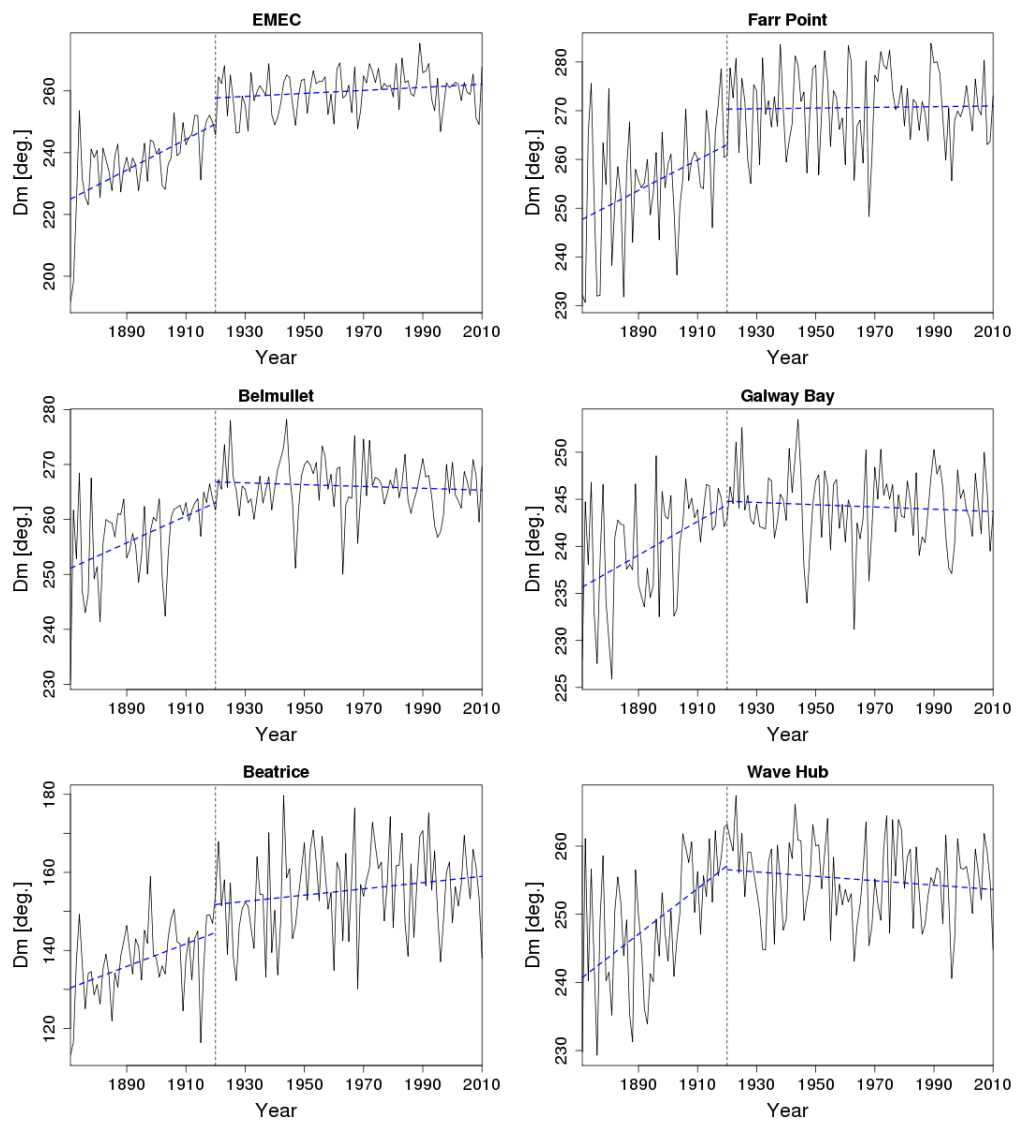 EMEC
Dm [deg.]
200 220 240 260
1890 1910 1930 1950 1970 1990 2010
Year
Farr Point
Dm [deg.]
230 240 250 260 270 280
1890 1910 1930 1950 1970 1990 2010
Year
Belmullet
Dm [deg.]
230 240 250 260 270 280
1890 1910 1930 1950 1970 1990 2010
Year
Galway Bay
Dm [deg.]
225 230 235 240 245 250
1890 1910 1930 1950 1970 1990 2010
Year
Beatrice
Dm [deg.]
120 140 160 180
1890 1910 1930 1950 1970 1990 2010
Year
Wave Hub
Dm [deg.]
230 240 250 260
1890 1910 1930 1950 1970 1990 2010
Year